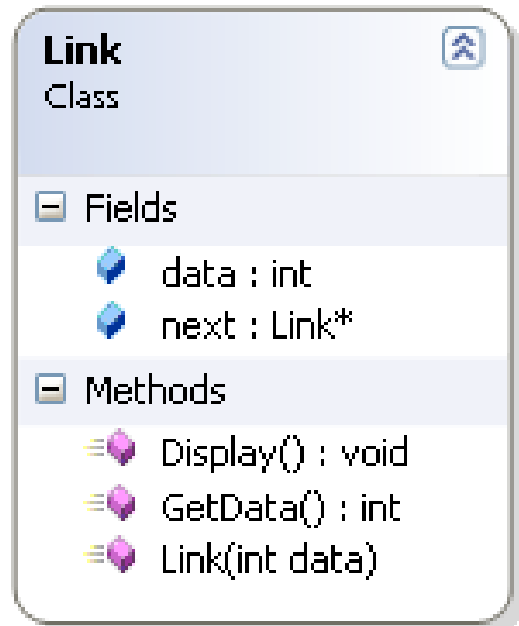 Link
Class
Fields
data : int
next : Link*
Methods
Display() : void
GetData() : int
Link(int data)